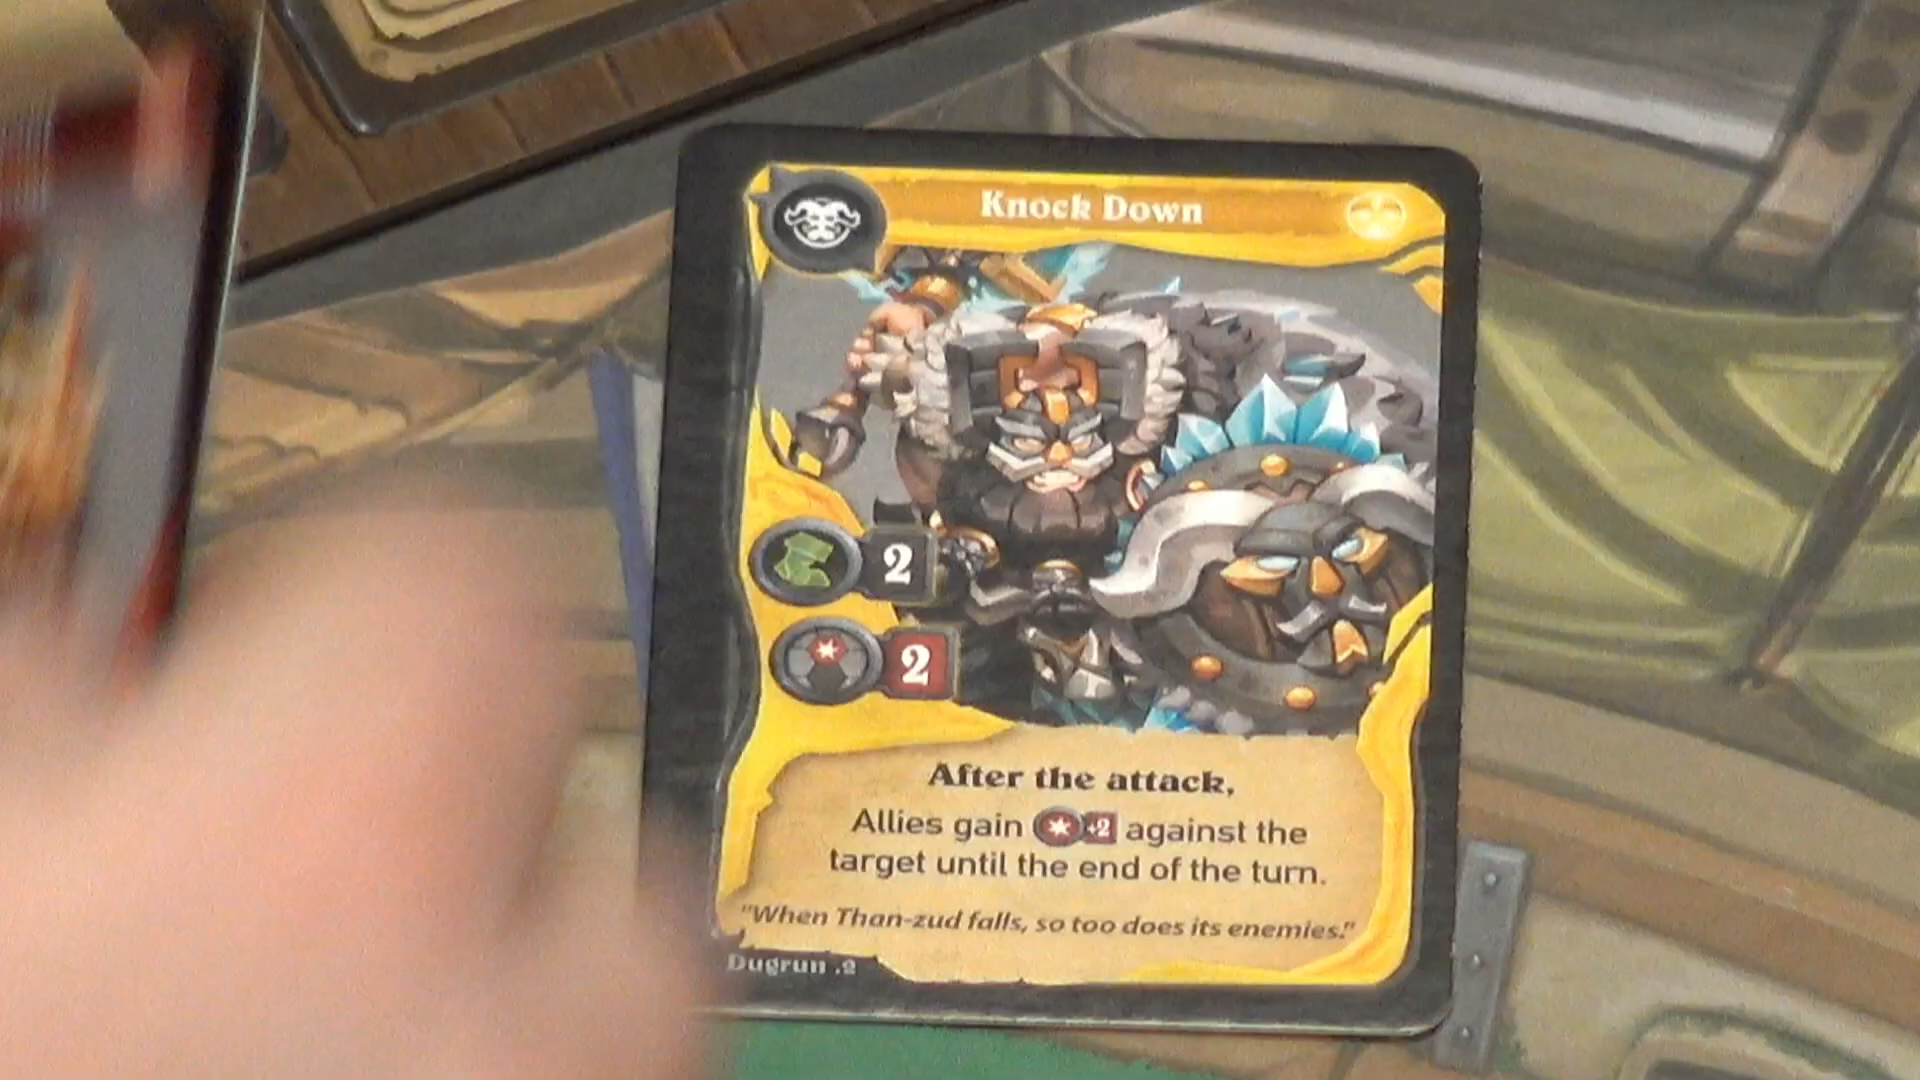 Knock Down
2
2
After the attack,
Allies gain +2 against the
target until the end of the turn.
"When Than-zud falls, so too does its enemies."
Dugrun .2